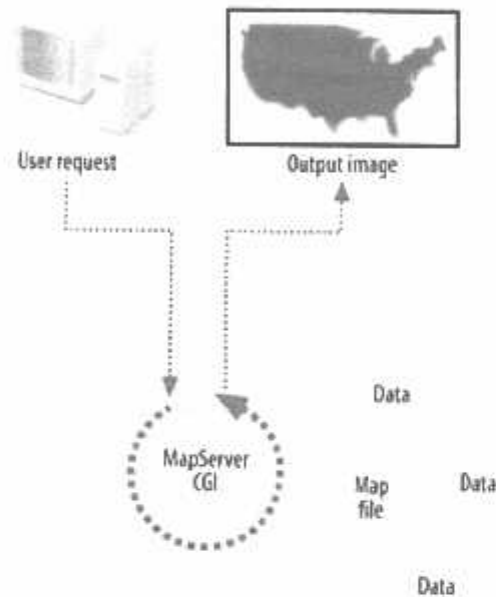 User request
Output image
Data
MapServer
CGI
Map
file
Data
Data